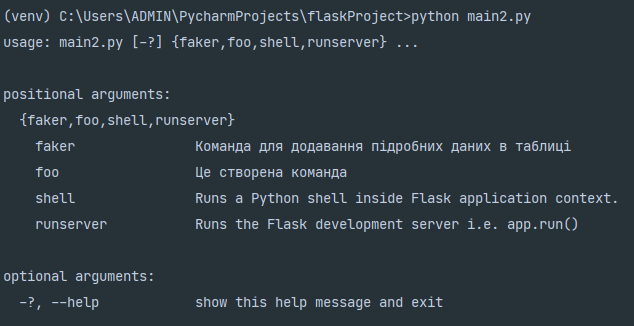 (venv) C:\Users\ADMIN\PycharmProjects\flaskProject>python main2.py
usage: main2.py [-?] {faker,foo,shell,runserver} ...
positional arguments:
{faker,foo,shell,runserver}
faker Команда для додавання підробних даних в таблиці
foo Це створена команда
shell Runs a Python shell inside Flask application context.
runserver Runs the Flask development server i.e. app.run()
optional arguments:
-?, --help show this help message and exit